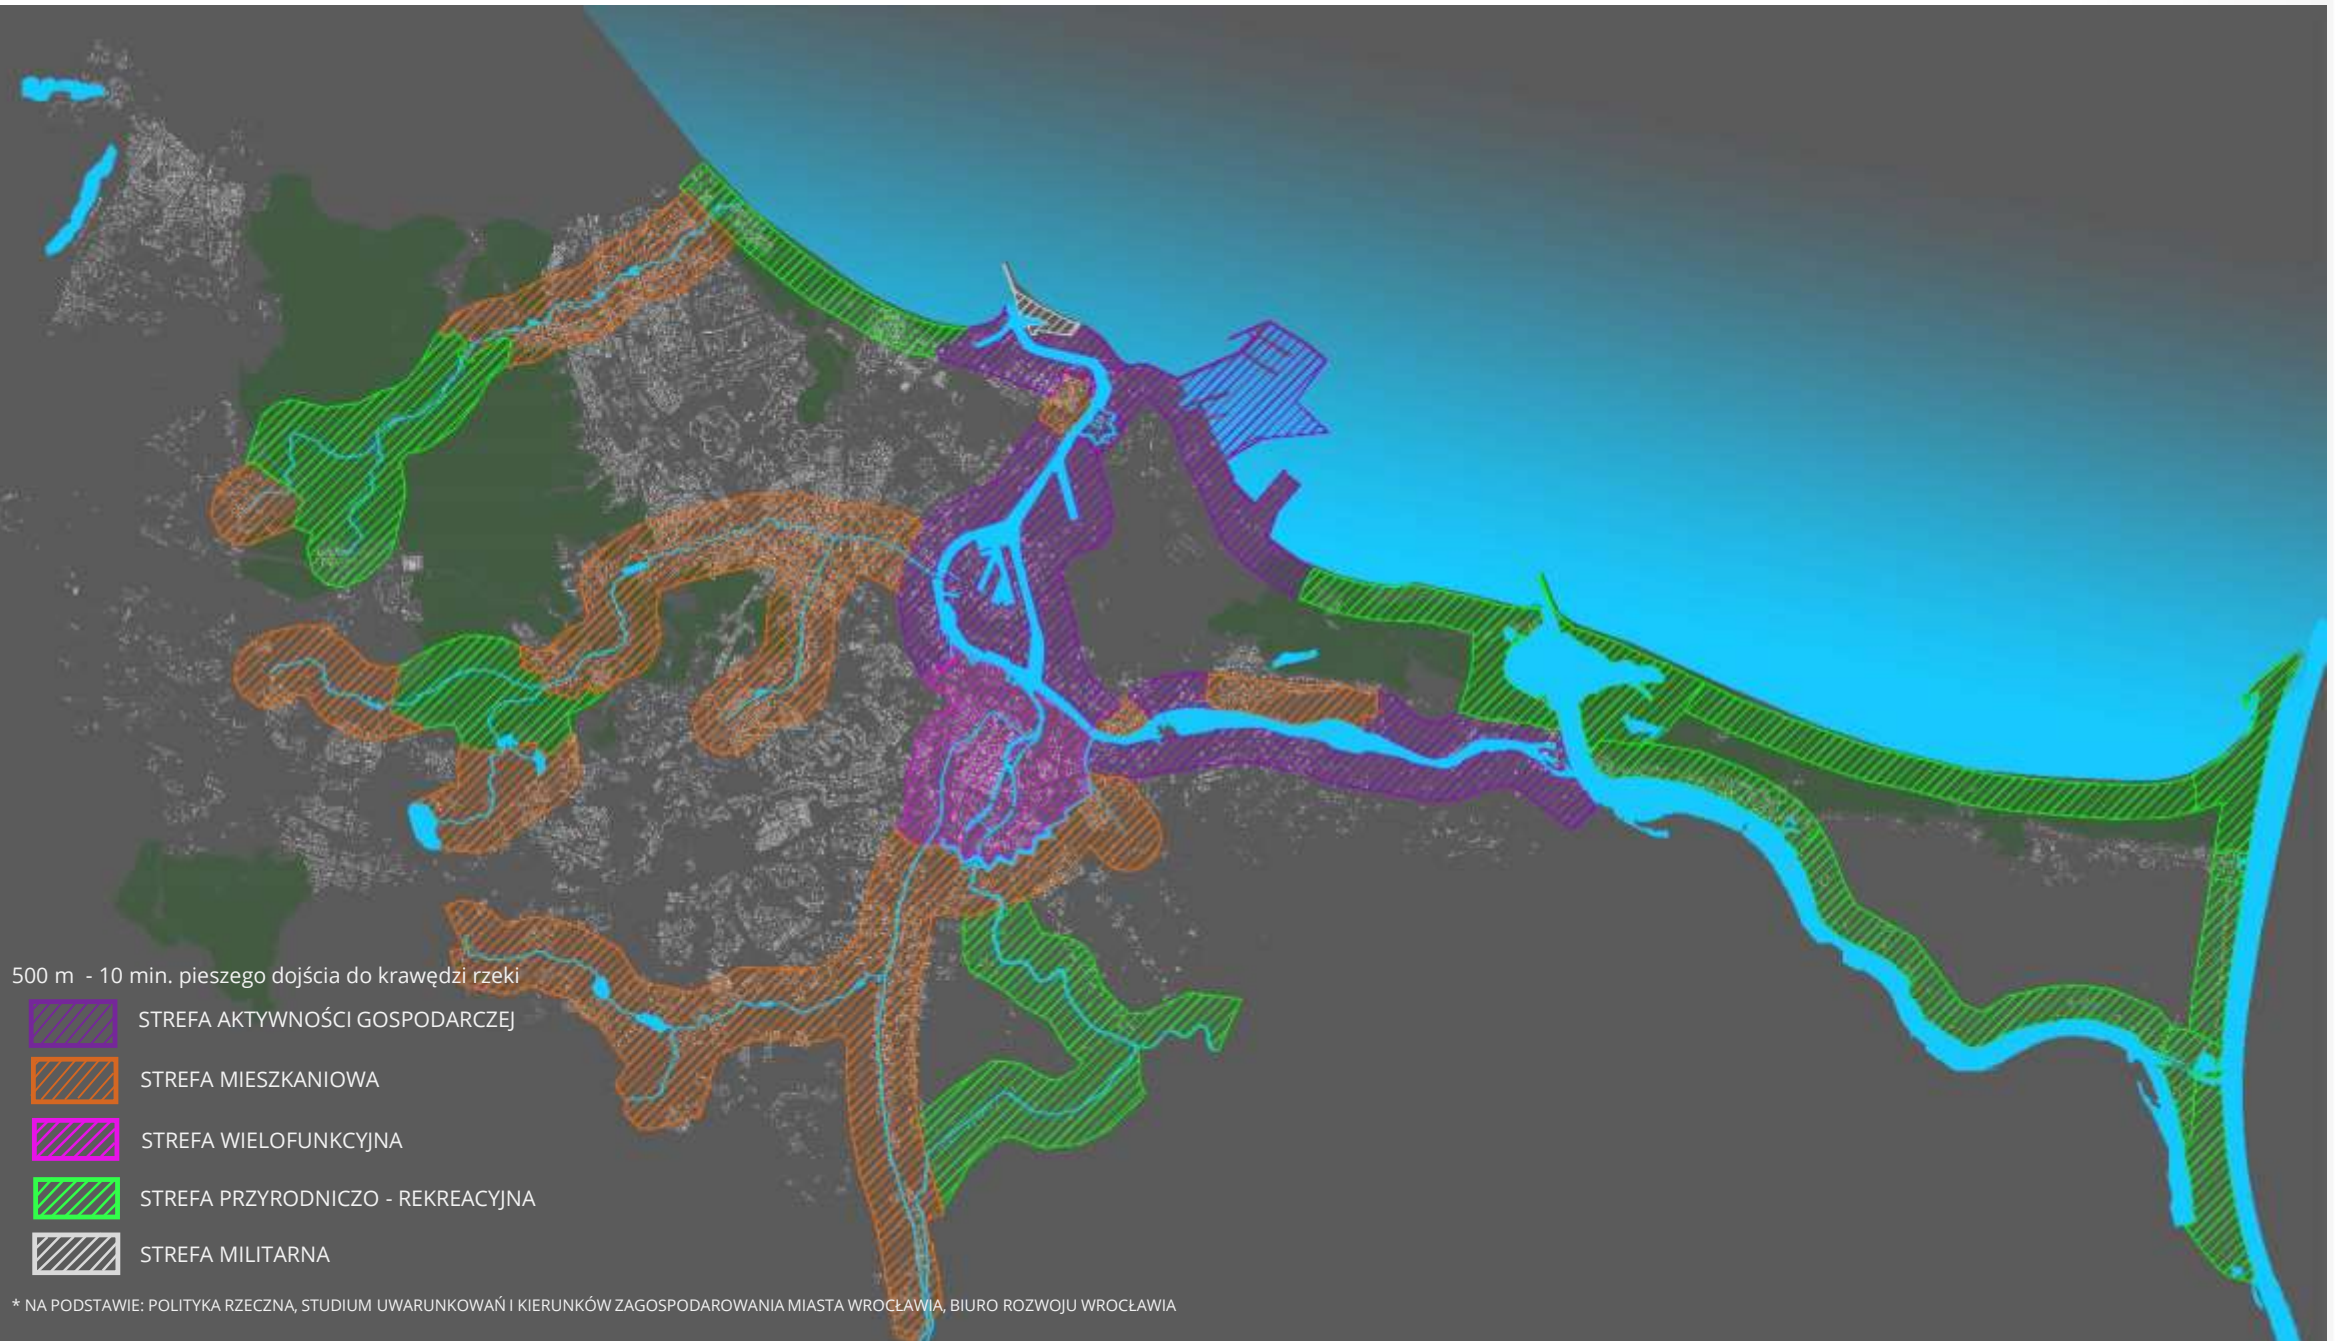 500 m - 10 min. pieszego dojścia do krawędzi rzeki
STREFA AKTYWNOŚCI GOSPODARCZEJ
STREFA MIESZKANIOWA
STREFA WIELOFUNKCYJNA
STREFA PRZYRODNICZO - REKREACYJNA
STREFA MILITARNA
* NA PODSTAWIE: POLITYKA RZECZNA, STUDIUM UWARUNKOWAŃ I KIERUNKÓW ZAGOSPODAROWANIA MIASTA WROCŁAWIA, BIURO ROZWOJU WROCŁAWIA